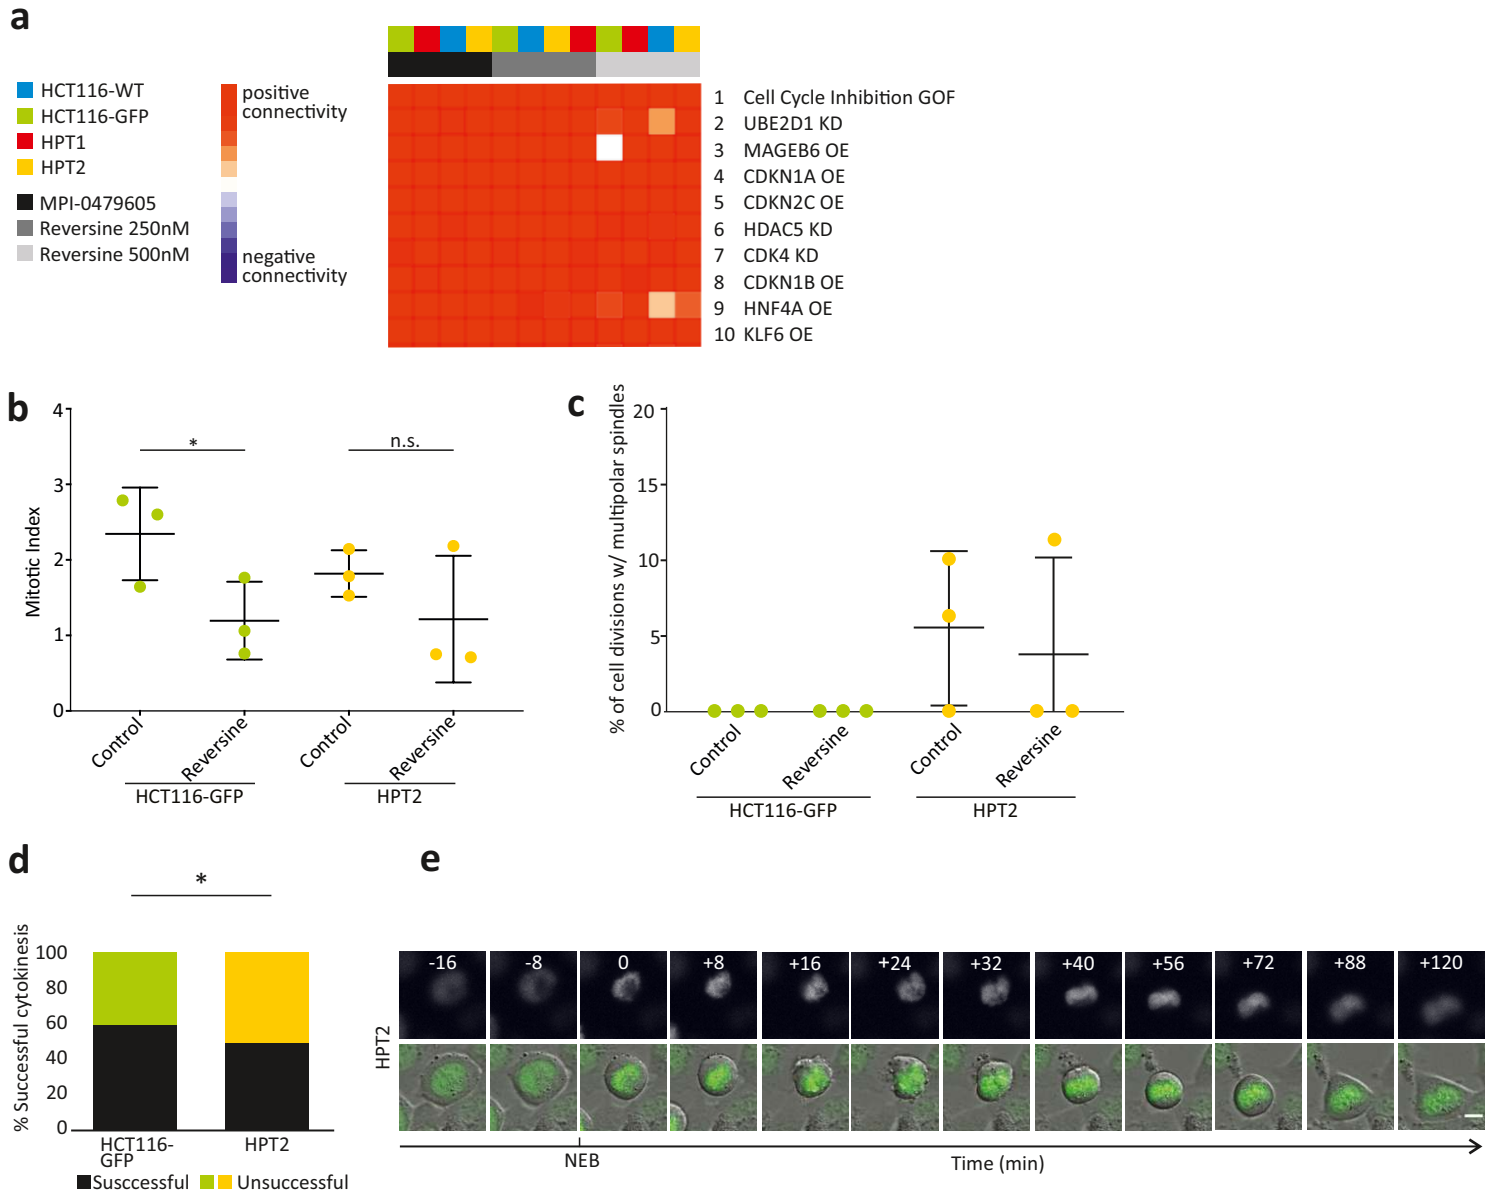 a
HCT116-WT
HCT116-GFP
HPT1
HPT2
MPI-0479605
Reversine 250nM
Reversine 500nM
positive
connectivity
negative
connectivity
1 Cell Cycle Inhibition GOF
2 UBE2D1 KD
3 MAGEB6 OE
4 CDKN1A OE
5 CDKN2C OE
6 HDAC5 KD
7 CDK4 KD
8 CDKN1B OE
9 HNF4A OE
10 KLF6 OE
b
Mitotic Index
4
3
2
1
0
*
n.s.
Control
Reversine
Control
Reversine
HCT116-GFP
HPT2
c
% of cell divisions w/ multipolar spindles
20
15
10
5
0
Control
Reversine
Control
Reversine
HCT116-GFP
HPT2
d
*
% Successful cytokinesis
100
80
60
40
20
0
HCT116-
GFP
HPT2
Susccessful
Unsuccessful
e
HPT2
-16 -8 0 +8 +16 +24 +32 +40 +56 +72 +88 +120
NEB
Time (min)